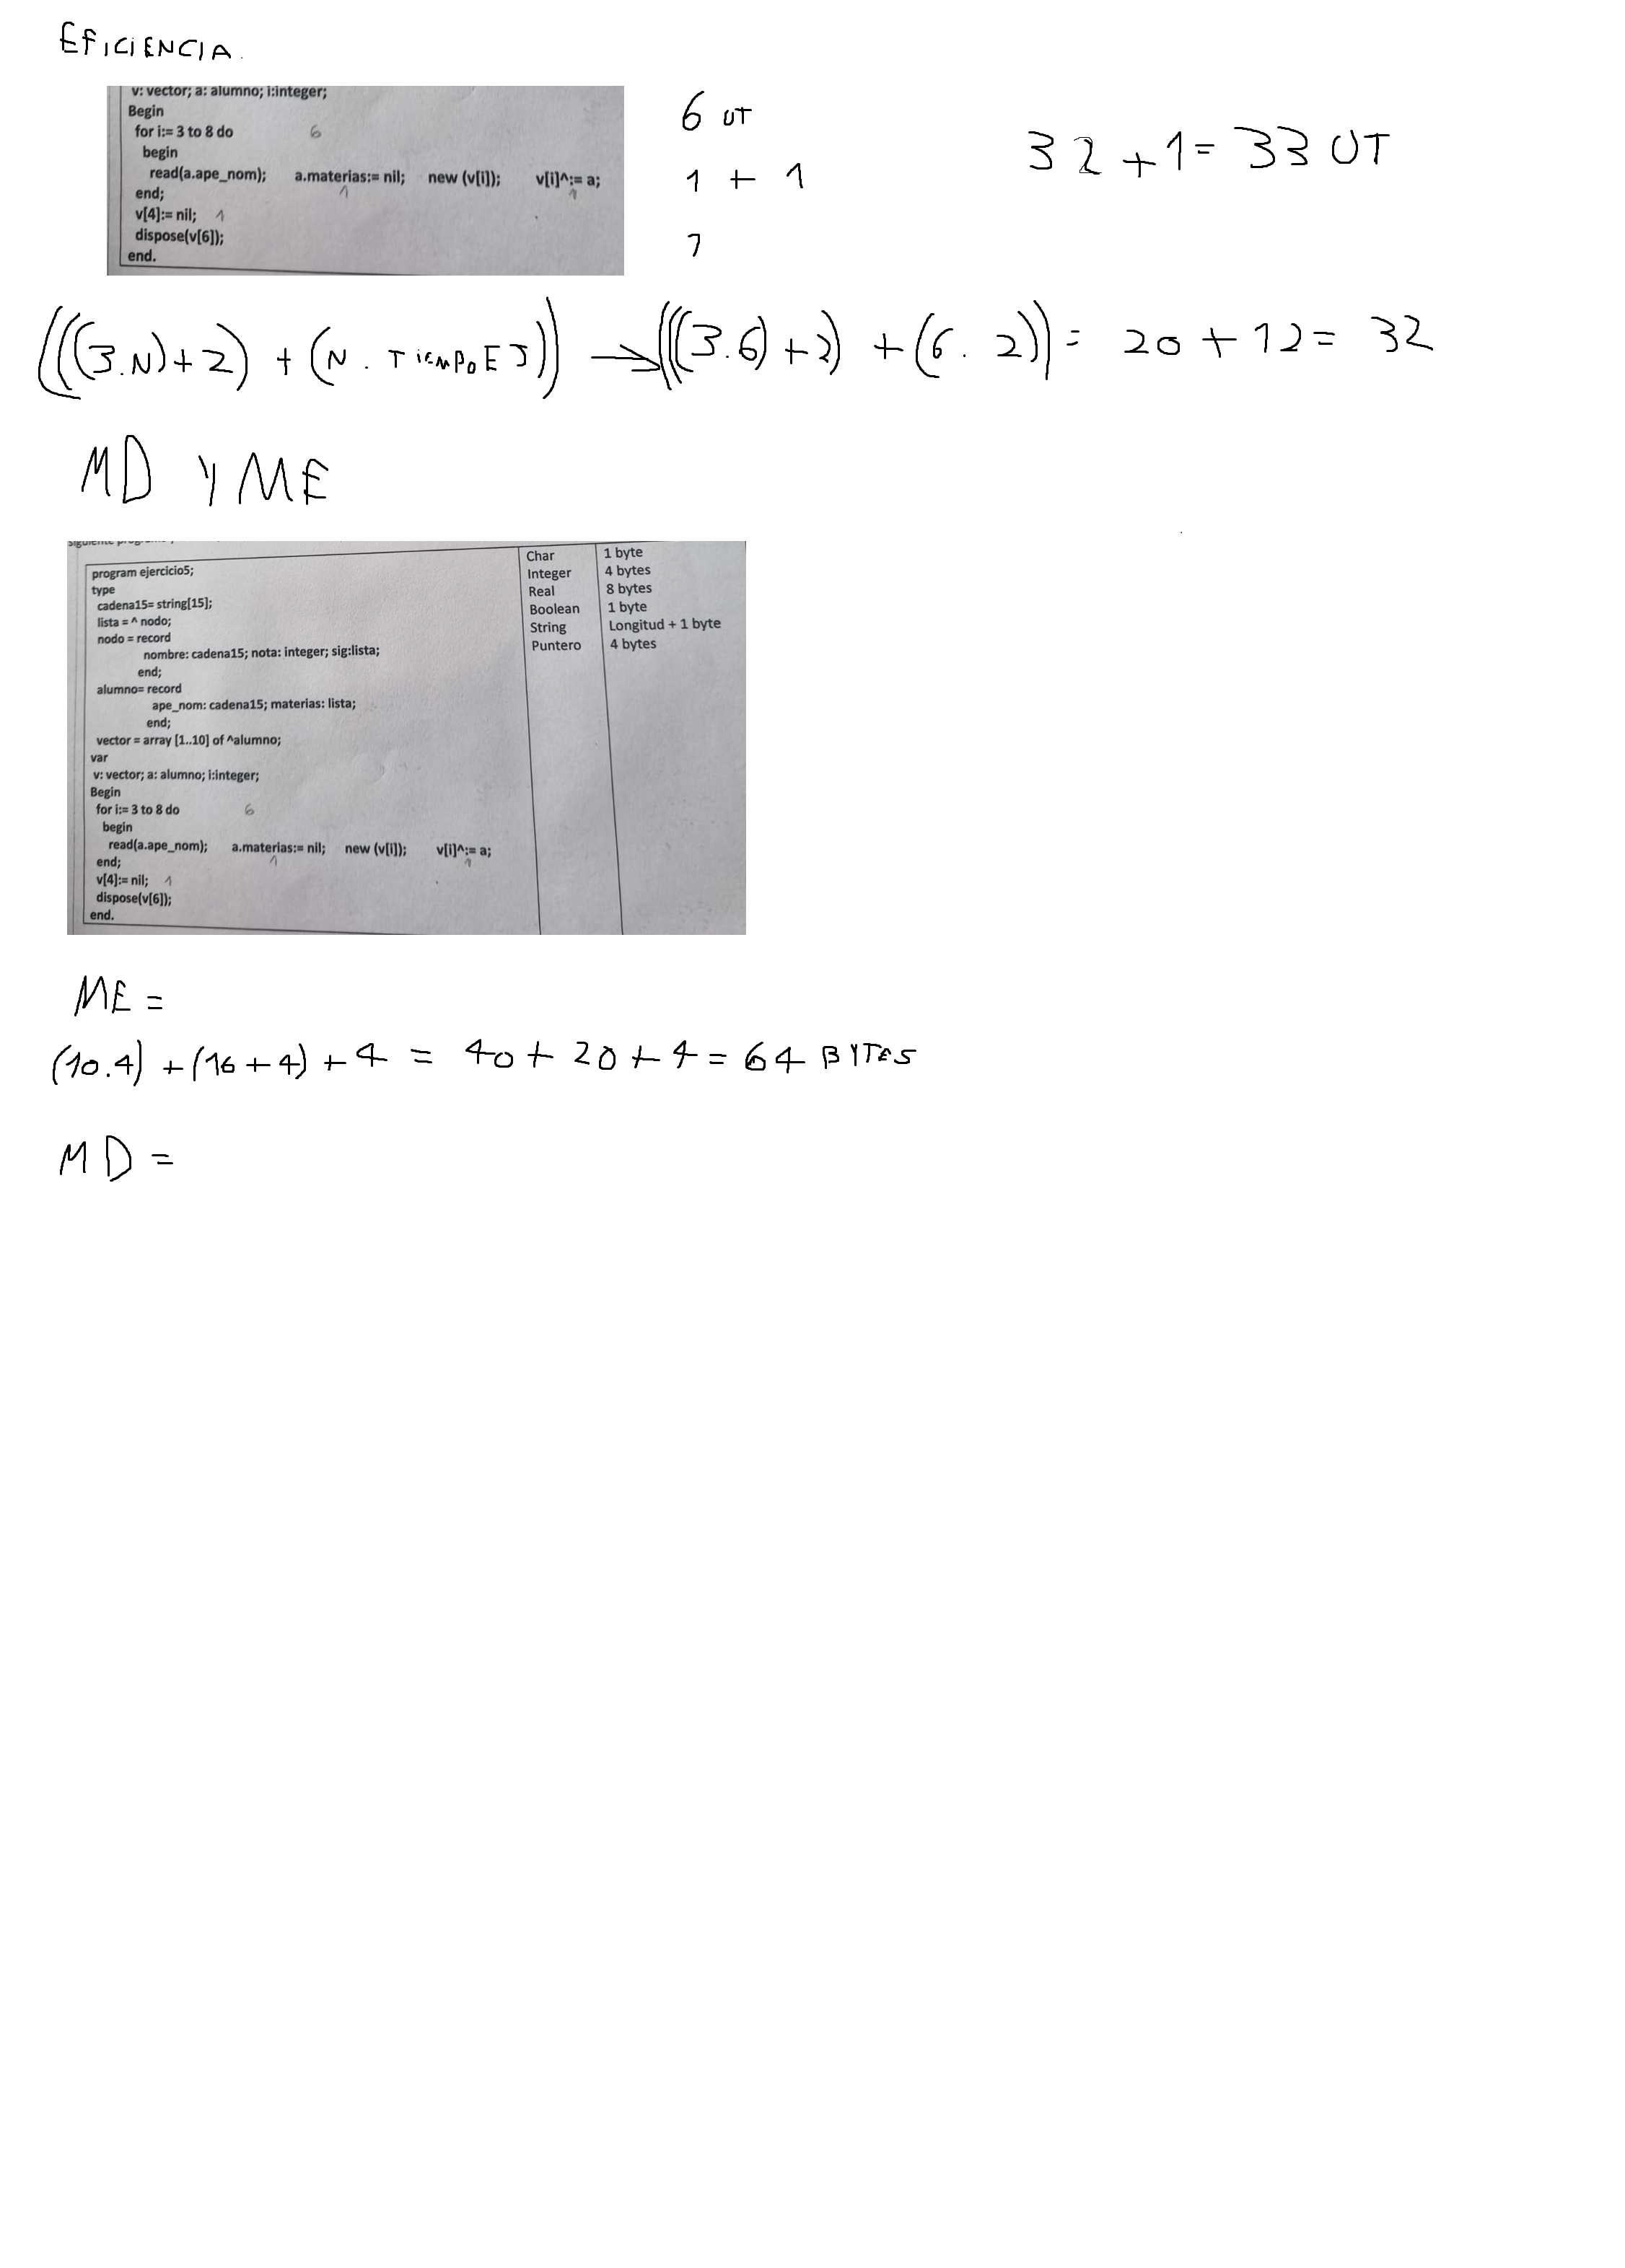 EFICIENCIA.
v: vector; a: alumno; i:integer;
Begin
for i:= 3 to 8 do 6
begin
read(a.ape_nom); a.materias:= nil; new (v[i]); v[i]^:= a;
1 1
end;
v[4]:= nil; 1
dispose(v[6]);
end.
6 UT
1 + 1
1
32 + 1 = 33 UT
(((3.N)+2) + (N . TIEMPO EJ)) → (((3.6)+2) + (6 . 2)) = 20 + 12 = 32
MD Y ME
program ejercicio5;
type
cadena15= string[15];
lista = ^ nodo;
nodo = record
nombre: cadena15; nota: integer; sig:lista;
end;
alumno= record
ape_nom: cadena15; materias: lista;
end;
vector = array [1..10] of ^alumno;
var
v: vector; a: alumno; i:integer;
Begin
for i:= 3 to 8 do 6
begin
read(a.ape_nom); a.materias:= nil; new (v[i]); v[i]^:= a;
1 1
end;
v[4]:= nil; 1
dispose(v[6]);
end.
Char 1 byte
Integer 4 bytes
Real 8 bytes
Boolean 1 byte
String Longitud + 1 byte
Puntero 4 bytes
ME =
(10.4) + (16 + 4) + 4 = 40 + 20 + 4 = 64 BYTES
MD =